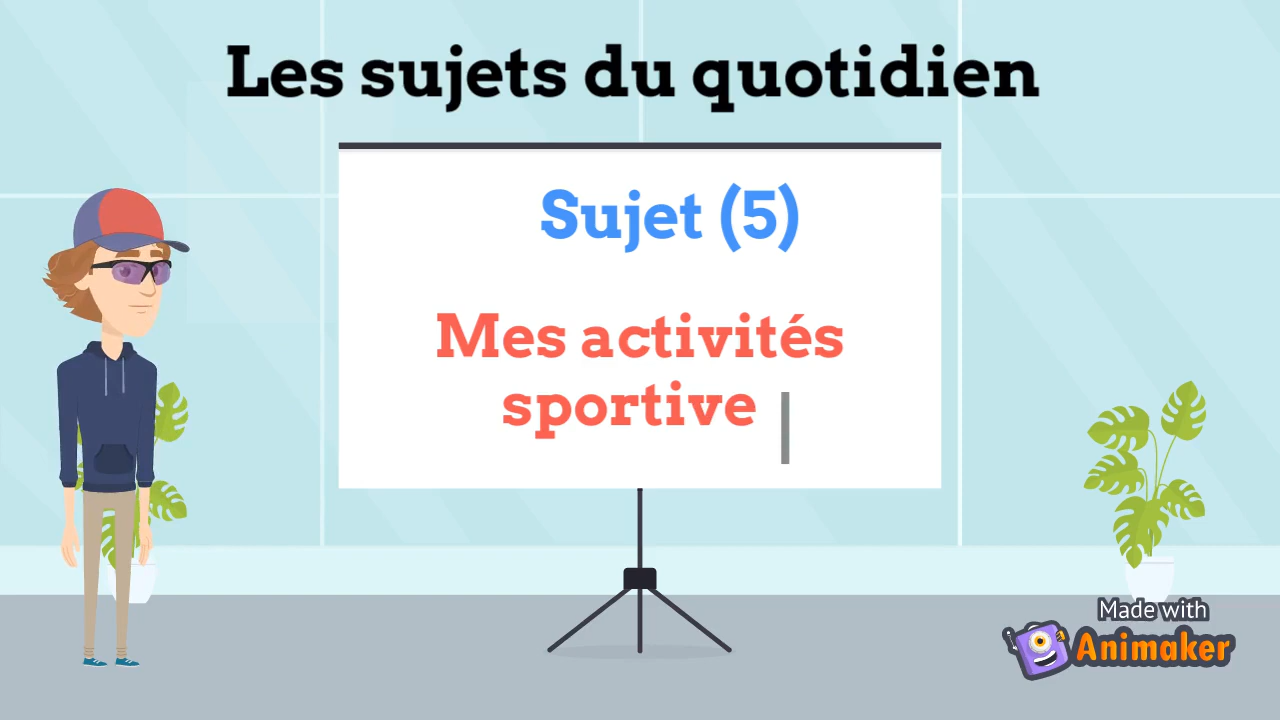 Les sujets du quotidien
Sujet (5)
Mes activités
sportive
Made with
Animaker